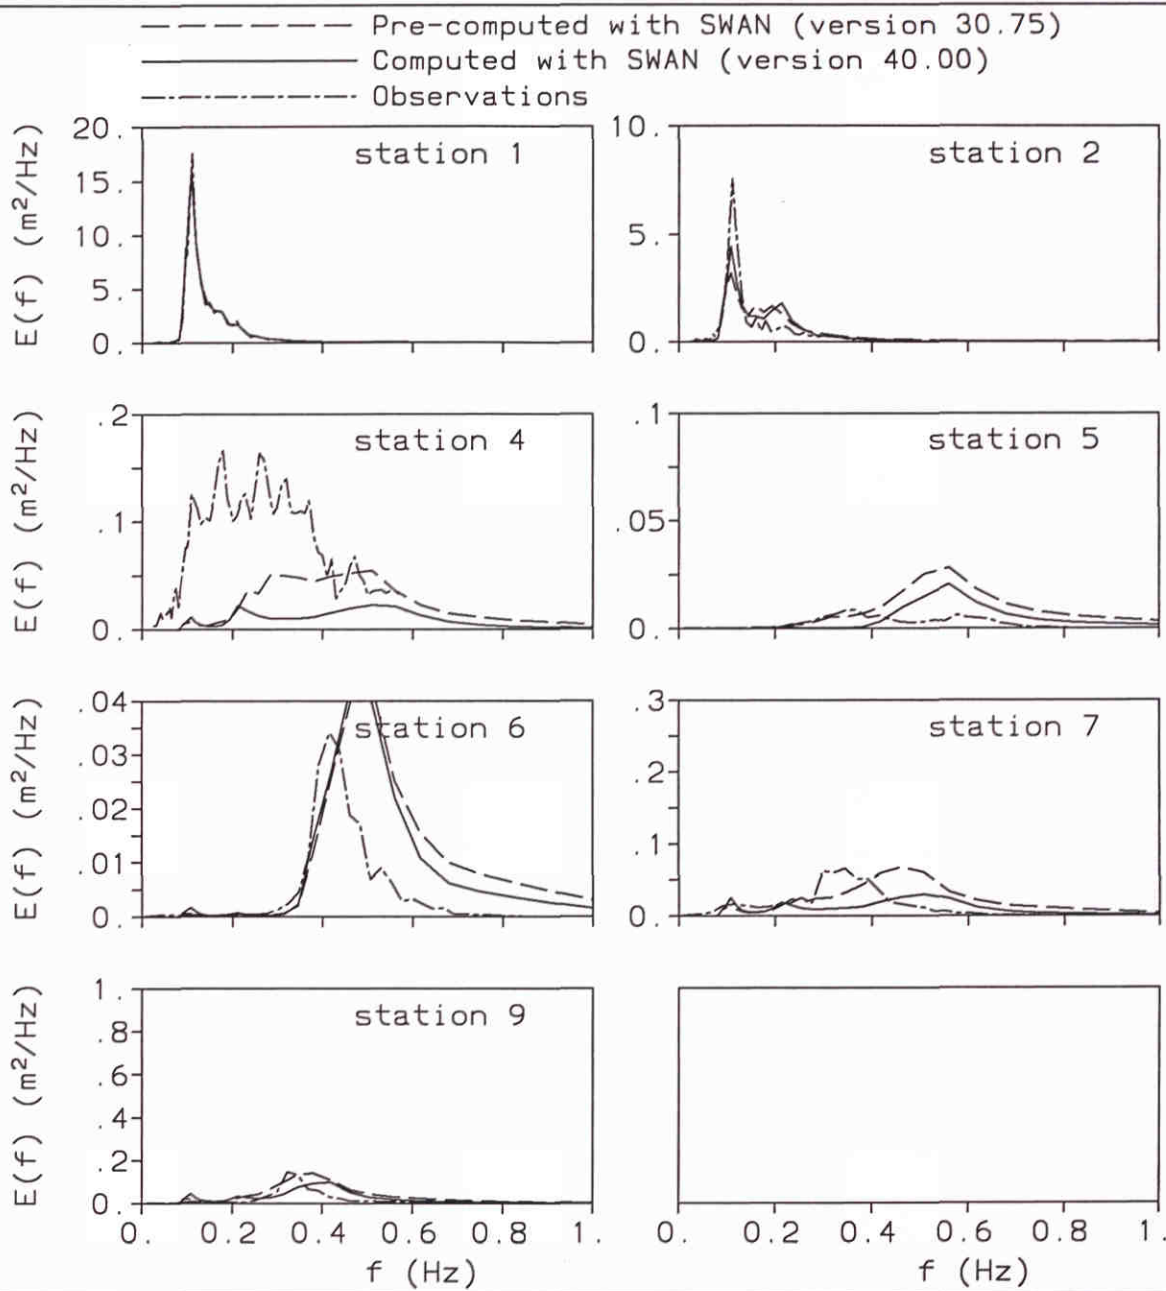 Pre-computed with SWAN (version 30.75)
Computed with SWAN (version 40.00)
Observations
E(f) (m²/Hz)
20.
15.
10.
5.
0.
station 1
10.
5.
0.
station 2
E(f) (m²/Hz)
.2
.1
0.
station 4
.1
.05
0.
station 5
E(f) (m²/Hz)
.04
.03
.02
.01
0.
station 6
.3
.2
.1
0.
station 7
E(f) (m²/Hz)
1.
.8
.6
.4
.2
0.
station 9
0. 0.2 0.4 0.6 0.8 1.
f (Hz)
0. 0.2 0.4 0.6 0.8 1.
f (Hz)